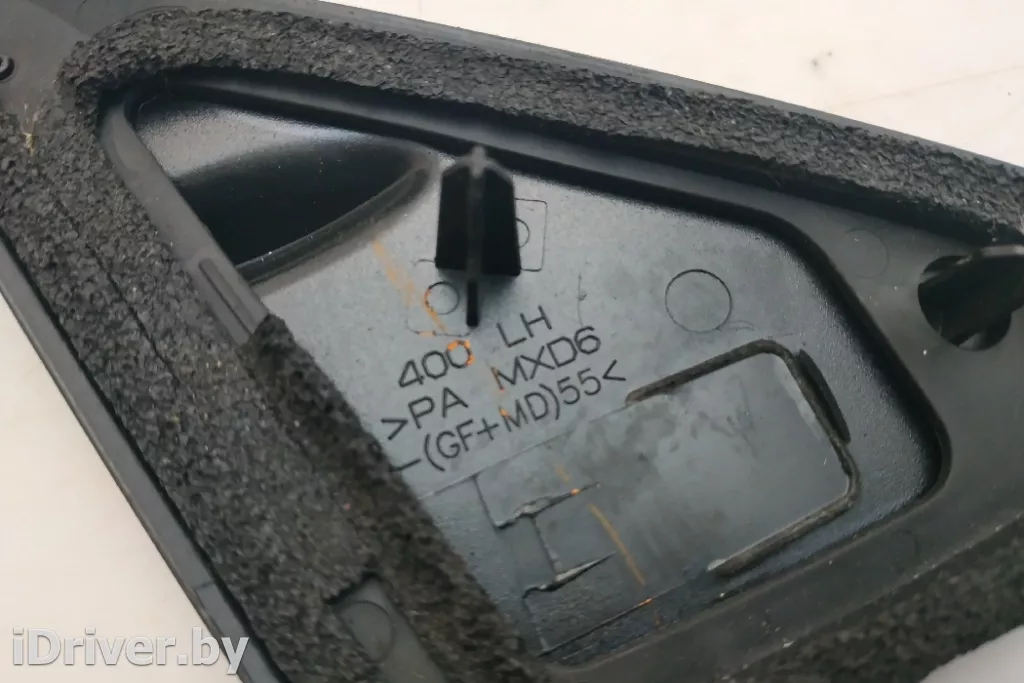 400 LH
>PA MXD6
-(GF+MD)55<
iDriver.by